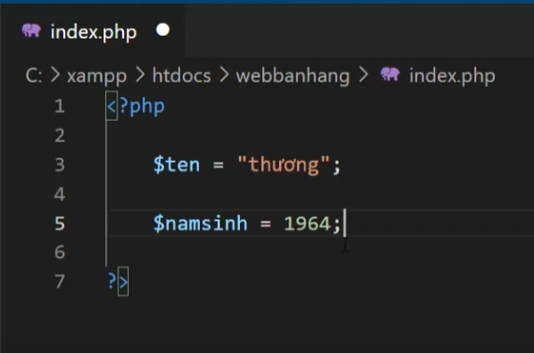 index.php
C: > xampp > htdocs > webbanhang > index.php
1 <?php
2
3 $ten = "thương";
4
5 $namsinh = 1964;
6
7 ?>